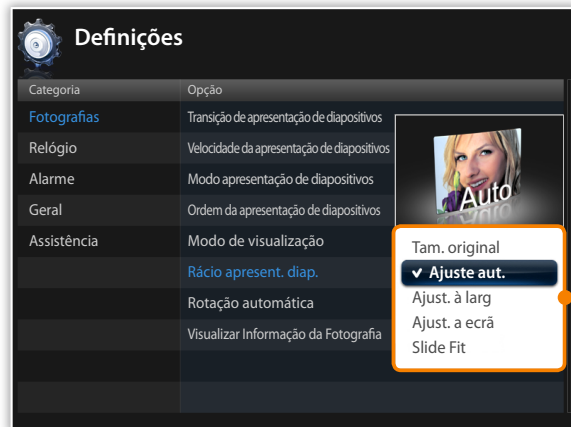 Definições
Categoria
Opção
Fotografias
Transição de apresentação de diapositivos
Relógio
Velocidade da apresentação de diapositivos
Alarme
Modo apresentação de diapositivos
Geral
Ordem da apresentação de diapositivos
Assistência
Modo de visualização
Rácio apresent. diap.
Rotação automática
Visualizar Informação da Fotografia
Auto
Tam. original
✔ Ajuste aut.
Ajust. à larg
Ajust. a ecrã
Slide Fit